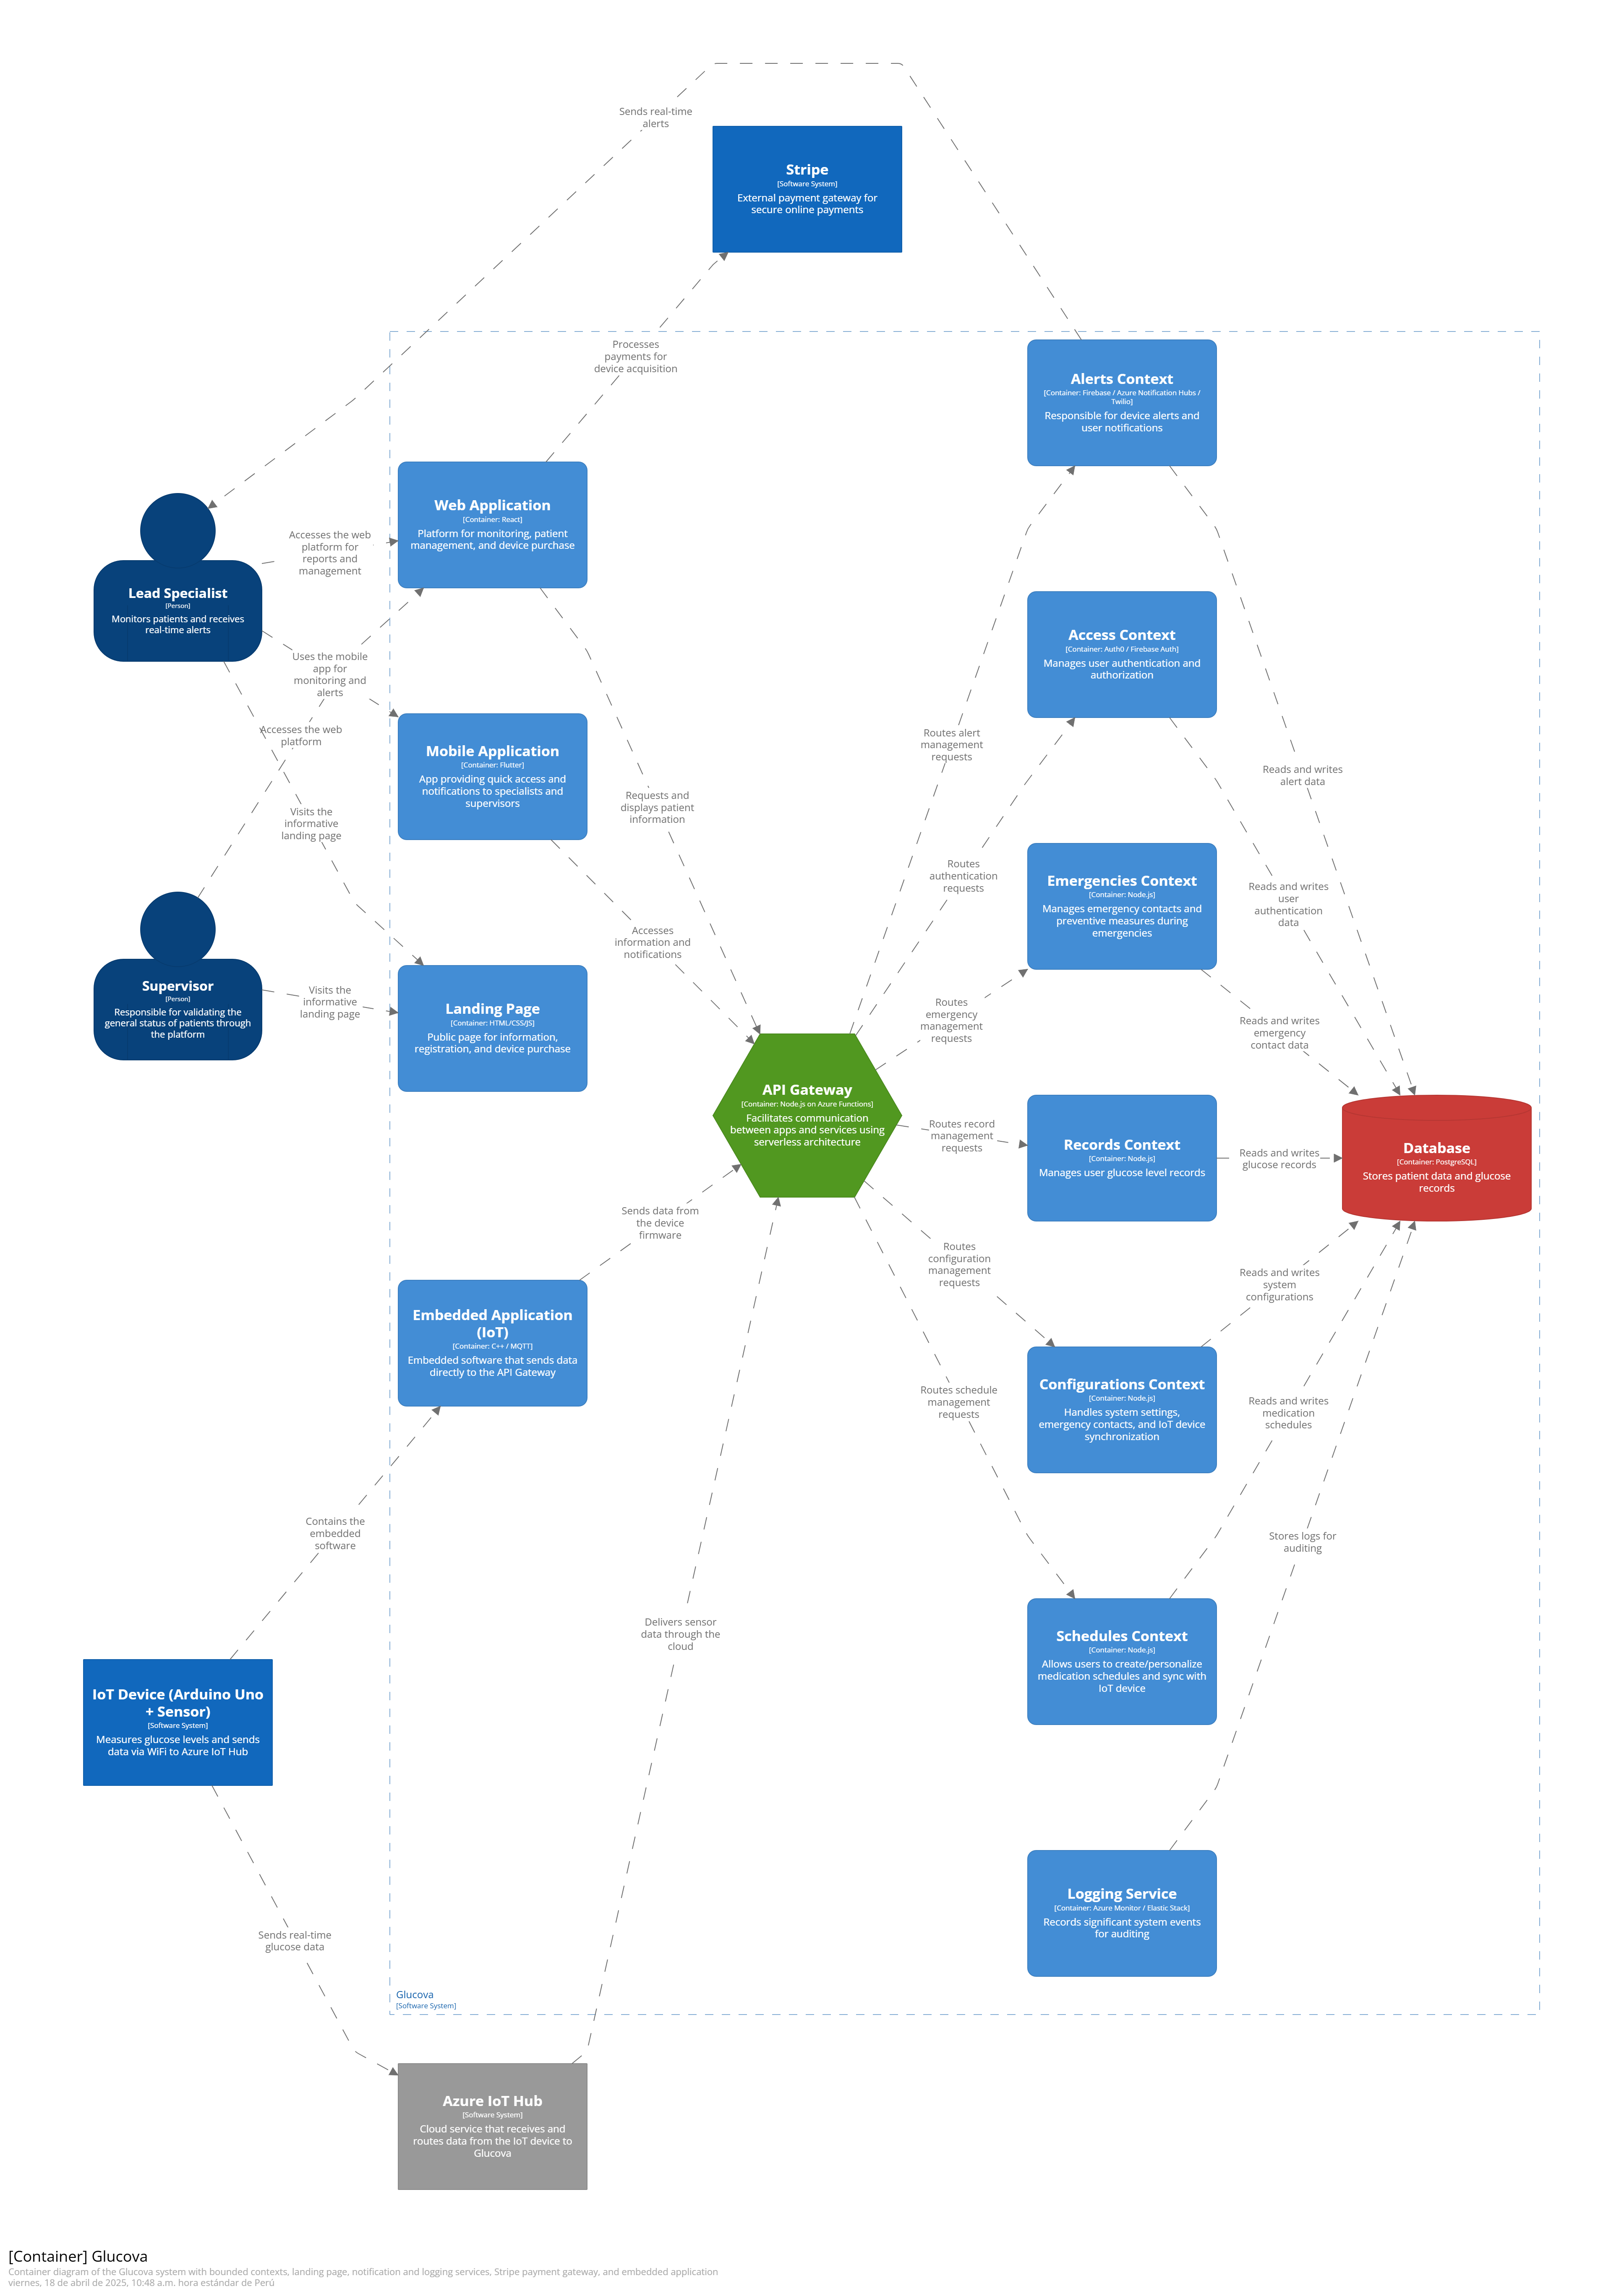 Sends real-time
alerts
Stripe
[Software System]
External payment gateway for
secure online payments
Processes
payments for
device acquisition
Alerts Context
[Container: Firebase / Azure Notification Hubs /
Twilio]
Responsible for device alerts and
user notifications
Web Application
[Container: React]
Platform for monitoring, patient
management, and device purchase
Accesses the web
platform for
reports and
management
Lead Specialist
[Person]
Monitors patients and receives
real-time alerts
Access Context
[Container: Auth0 / Firebase Auth]
Manages user authentication and
authorization
Uses the mobile
app for
monitoring and
alerts
Accesses the web
platform
Mobile Application
[Container: Flutter]
App providing quick access and
notifications to specialists and
supervisors
Routes alert
management
requests
Reads and writes
alert data
Requests and
displays patient
information
Visits the
informative
landing page
Routes
authentication
requests
Emergencies Context
[Container: Node.js]
Manages emergency contacts and
preventive measures during
emergencies
Reads and writes
user
authentication
data
Accesses
information and
notifications
Supervisor
[Person]
Responsible for validating the
general status of patients through
the platform
Visits the
informative
landing page
Landing Page
[Container: HTML/CSS/JS]
Public page for information,
registration, and device purchase
Routes
emergency
management
requests
Reads and writes
emergency
contact data
API Gateway
[Container: Node.js on Azure Functions]
Facilitates communication
between apps and services using
serverless architecture
Routes record
management
requests
Records Context
[Container: Node.js]
Manages user glucose level records
Reads and writes
glucose records
Database
[Container: PostgreSQL]
Stores patient data and glucose
records
Sends data from
the device
firmware
Routes
configuration
management
requests
Reads and writes
system
configurations
Embedded Application
(IoT)
[Container: C++ / MQTT]
Embedded software that sends data
directly to the API Gateway
Configurations Context
[Container: Node.js]
Handles system settings,
emergency contacts, and IoT device
synchronization
Routes schedule
management
requests
Reads and writes
medication
schedules
Contains the
embedded
software
Stores logs for
auditing
Delivers sensor
data through the
cloud
Schedules Context
[Container: Node.js]
Allows users to create/personalize
medication schedules and sync with
IoT device
IoT Device (Arduino Uno
+ Sensor)
[Software System]
Measures glucose levels and sends
data via WiFi to Azure IoT Hub
Logging Service
[Container: Azure Monitor / Elastic Stack]
Records significant system events
for auditing
Sends real-time
glucose data
Glucova
[Software System]
Azure IoT Hub
[Software System]
Cloud service that receives and
routes data from the IoT device to
Glucova
[Container] Glucova
Container diagram of the Glucova system with bounded contexts, landing page, notification and logging services, Stripe payment gateway, and embedded application
viernes, 18 de abril de 2025, 10:48 a.m. hora estándar de Perú